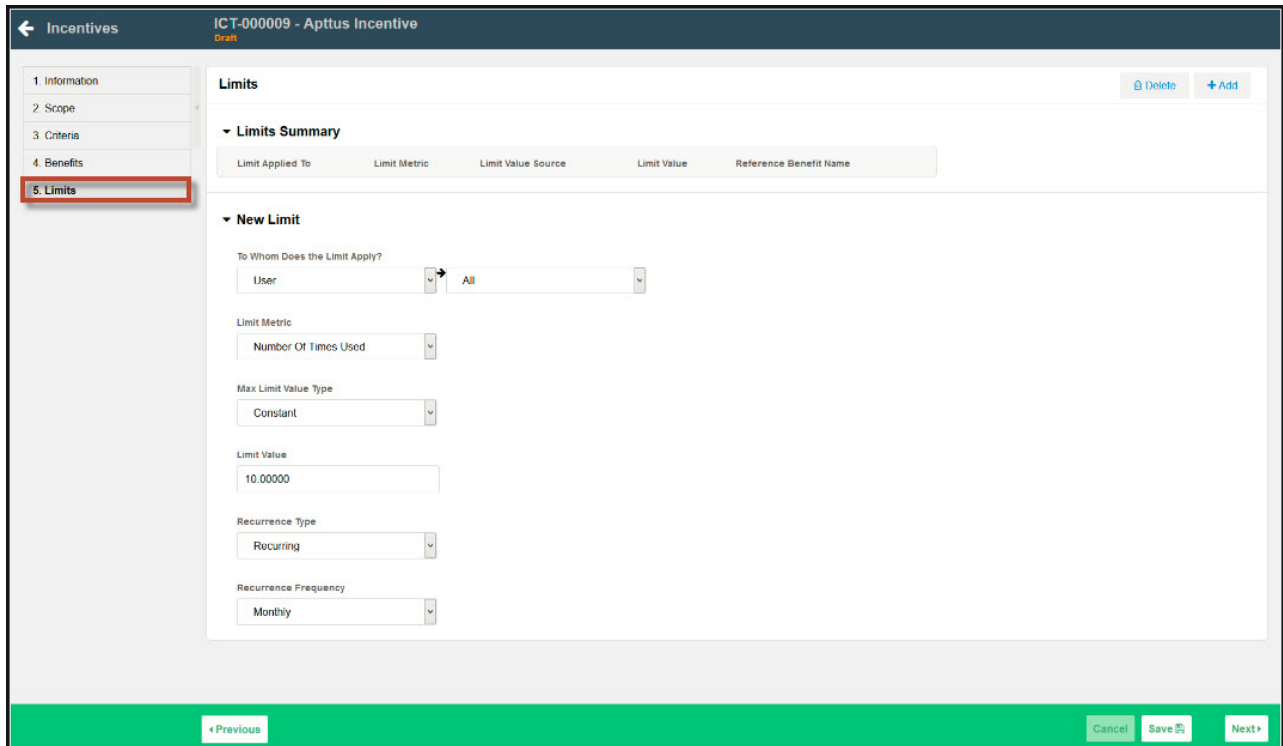 Incentives
ICT-000009 - Apttus Incentive
Draft
1. Information
2. Scope
3. Criteria
4. Benefits
5. Limits
Limits
Delete
+ Add
Limits Summary
Limit Applied To Limit Metric Limit Value Source Limit Value Reference Benefit Name
New Limit
To Whom Does the Limit Apply?
User
All
Limit Metric
Number Of Times Used
Max Limit Value Type
Constant
Limit Value
10.00000
Recurrence Type
Recurring
Recurrence Frequency
Monthly
Previous
Cancel
Save
Next